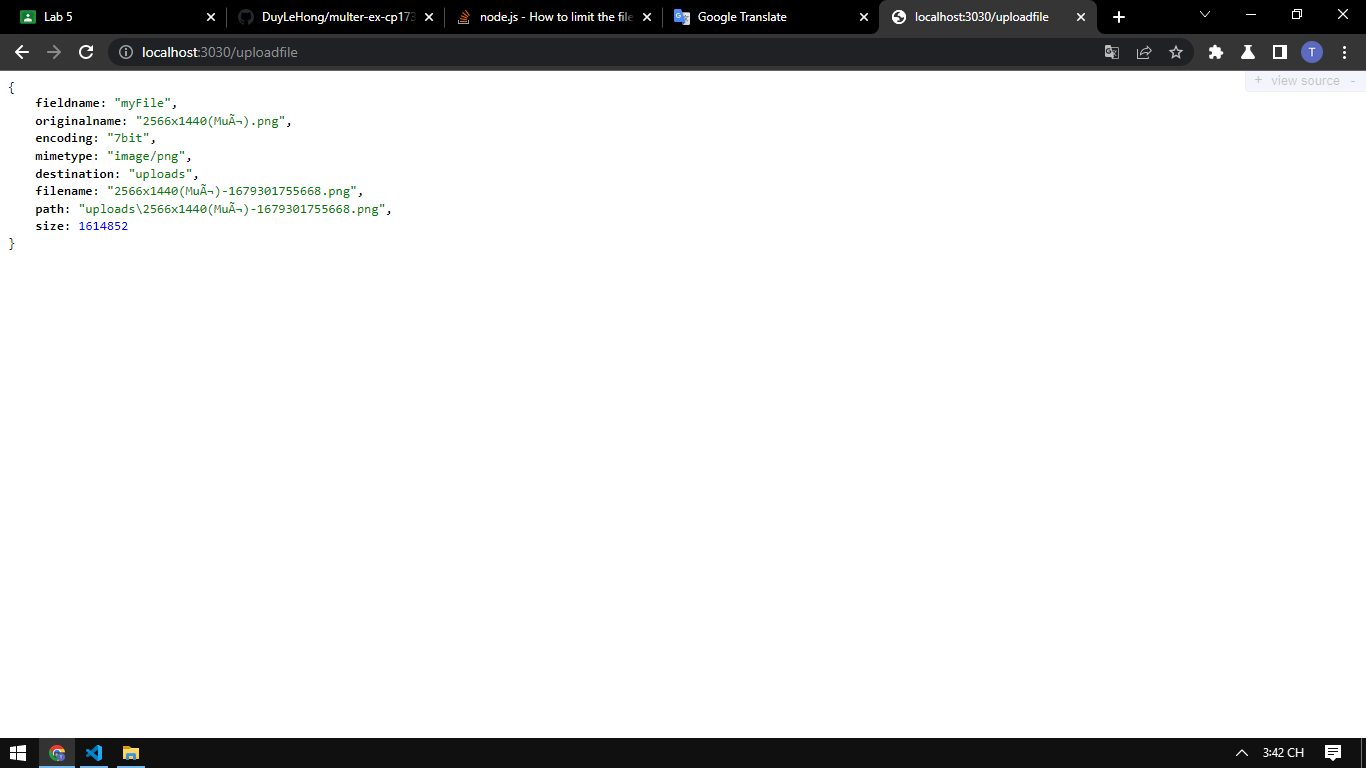 Lab 5
DuyLeHong/multer-ex-cp173
node.js - How to limit the file
Google Translate
localhost:3030/uploadfile
localhost:3030/uploadfile
T
+ view source -
{
fieldname: "myFile",
originalname: "2566x1440(MuÃ¬).png",
encoding: "7bit",
mimetype: "image/png",
destination: "uploads",
filename: "2566x1440(MuÃ¬)-1679301755668.png",
path: "uploads\2566x1440(MuÃ¬)-1679301755668.png",
size: 1614852
}
3:42 CH